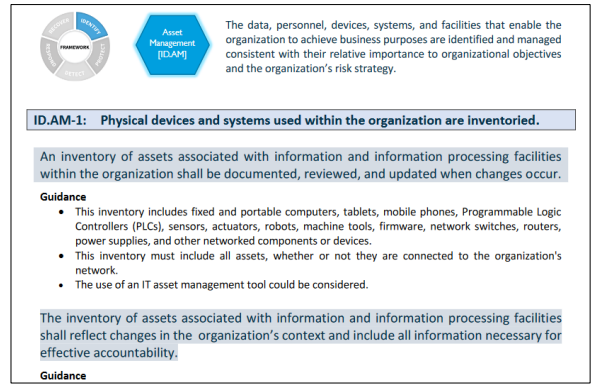 RECOVER
IDENTIFY
PROTECT
DETECT
RESPOND
FRAMEWORK
Asset
Management
[ID.AM]
The data, personnel, devices, systems, and facilities that enable the
organization to achieve business purposes are identified and managed
consistent with their relative importance to organizational objectives
and the organization's risk strategy.
ID.AM-1: Physical devices and systems used within the organization are inventoried.
An inventory of assets associated with information and information processing facilities
within the organization shall be documented, reviewed, and updated when changes occur.
Guidance
• This inventory includes fixed and portable computers, tablets, mobile phones, Programmable Logic
Controllers (PLCs), sensors, actuators, robots, machine tools, firmware, network switches, routers,
power supplies, and other networked components or devices.
• This inventory must include all assets, whether or not they are connected to the organization's
network.
• The use of an IT asset management tool could be considered.
The inventory of assets associated with information and information processing facilities
shall reflect changes in the organization's context and include all information necessary for
effective accountability.
Guidance